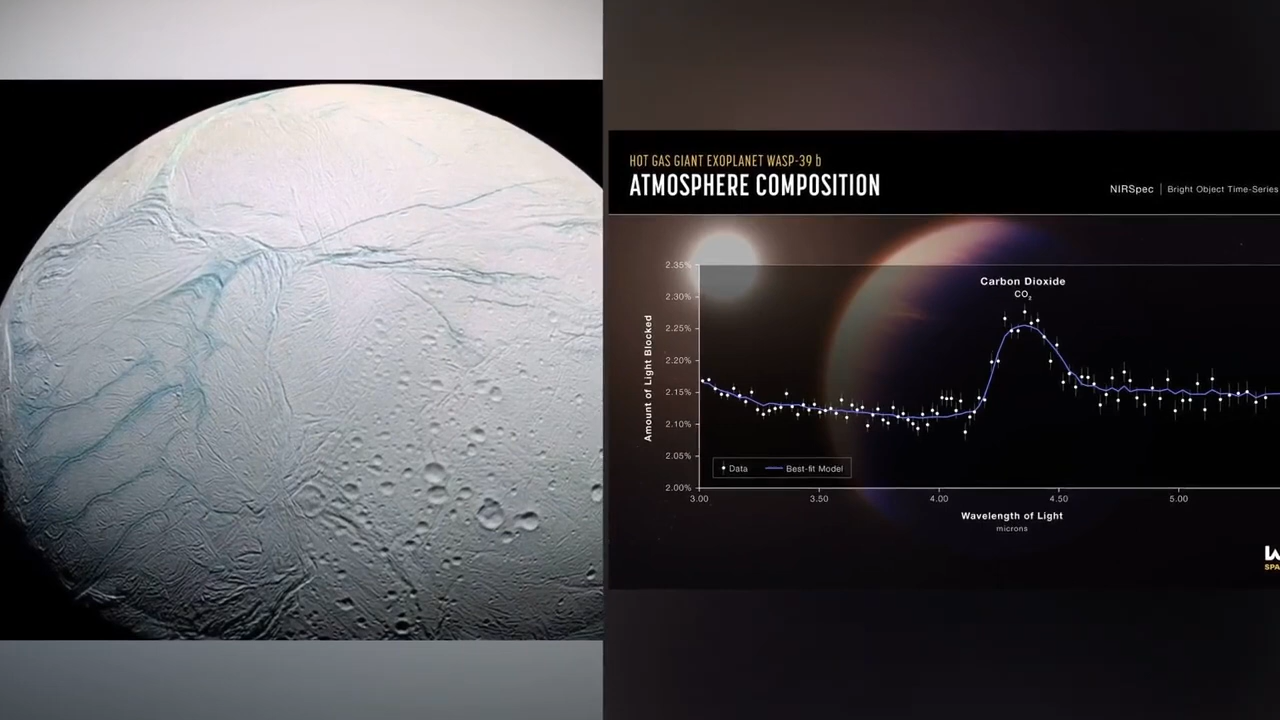 HOT GAS GIANT EXOPLANET WASP-39 b
ATMOSPHERE COMPOSITION
NIRSpec | Bright Object Time-Series
2.35%
2.30%
2.25%
2.20%
2.15%
2.10%
2.05%
2.00%
Amount of Light Blocked
Carbon Dioxide
CO₂
Data
Best-fit Model
3.00
3.50
4.00
4.50
5.00
Wavelength of Light
microns